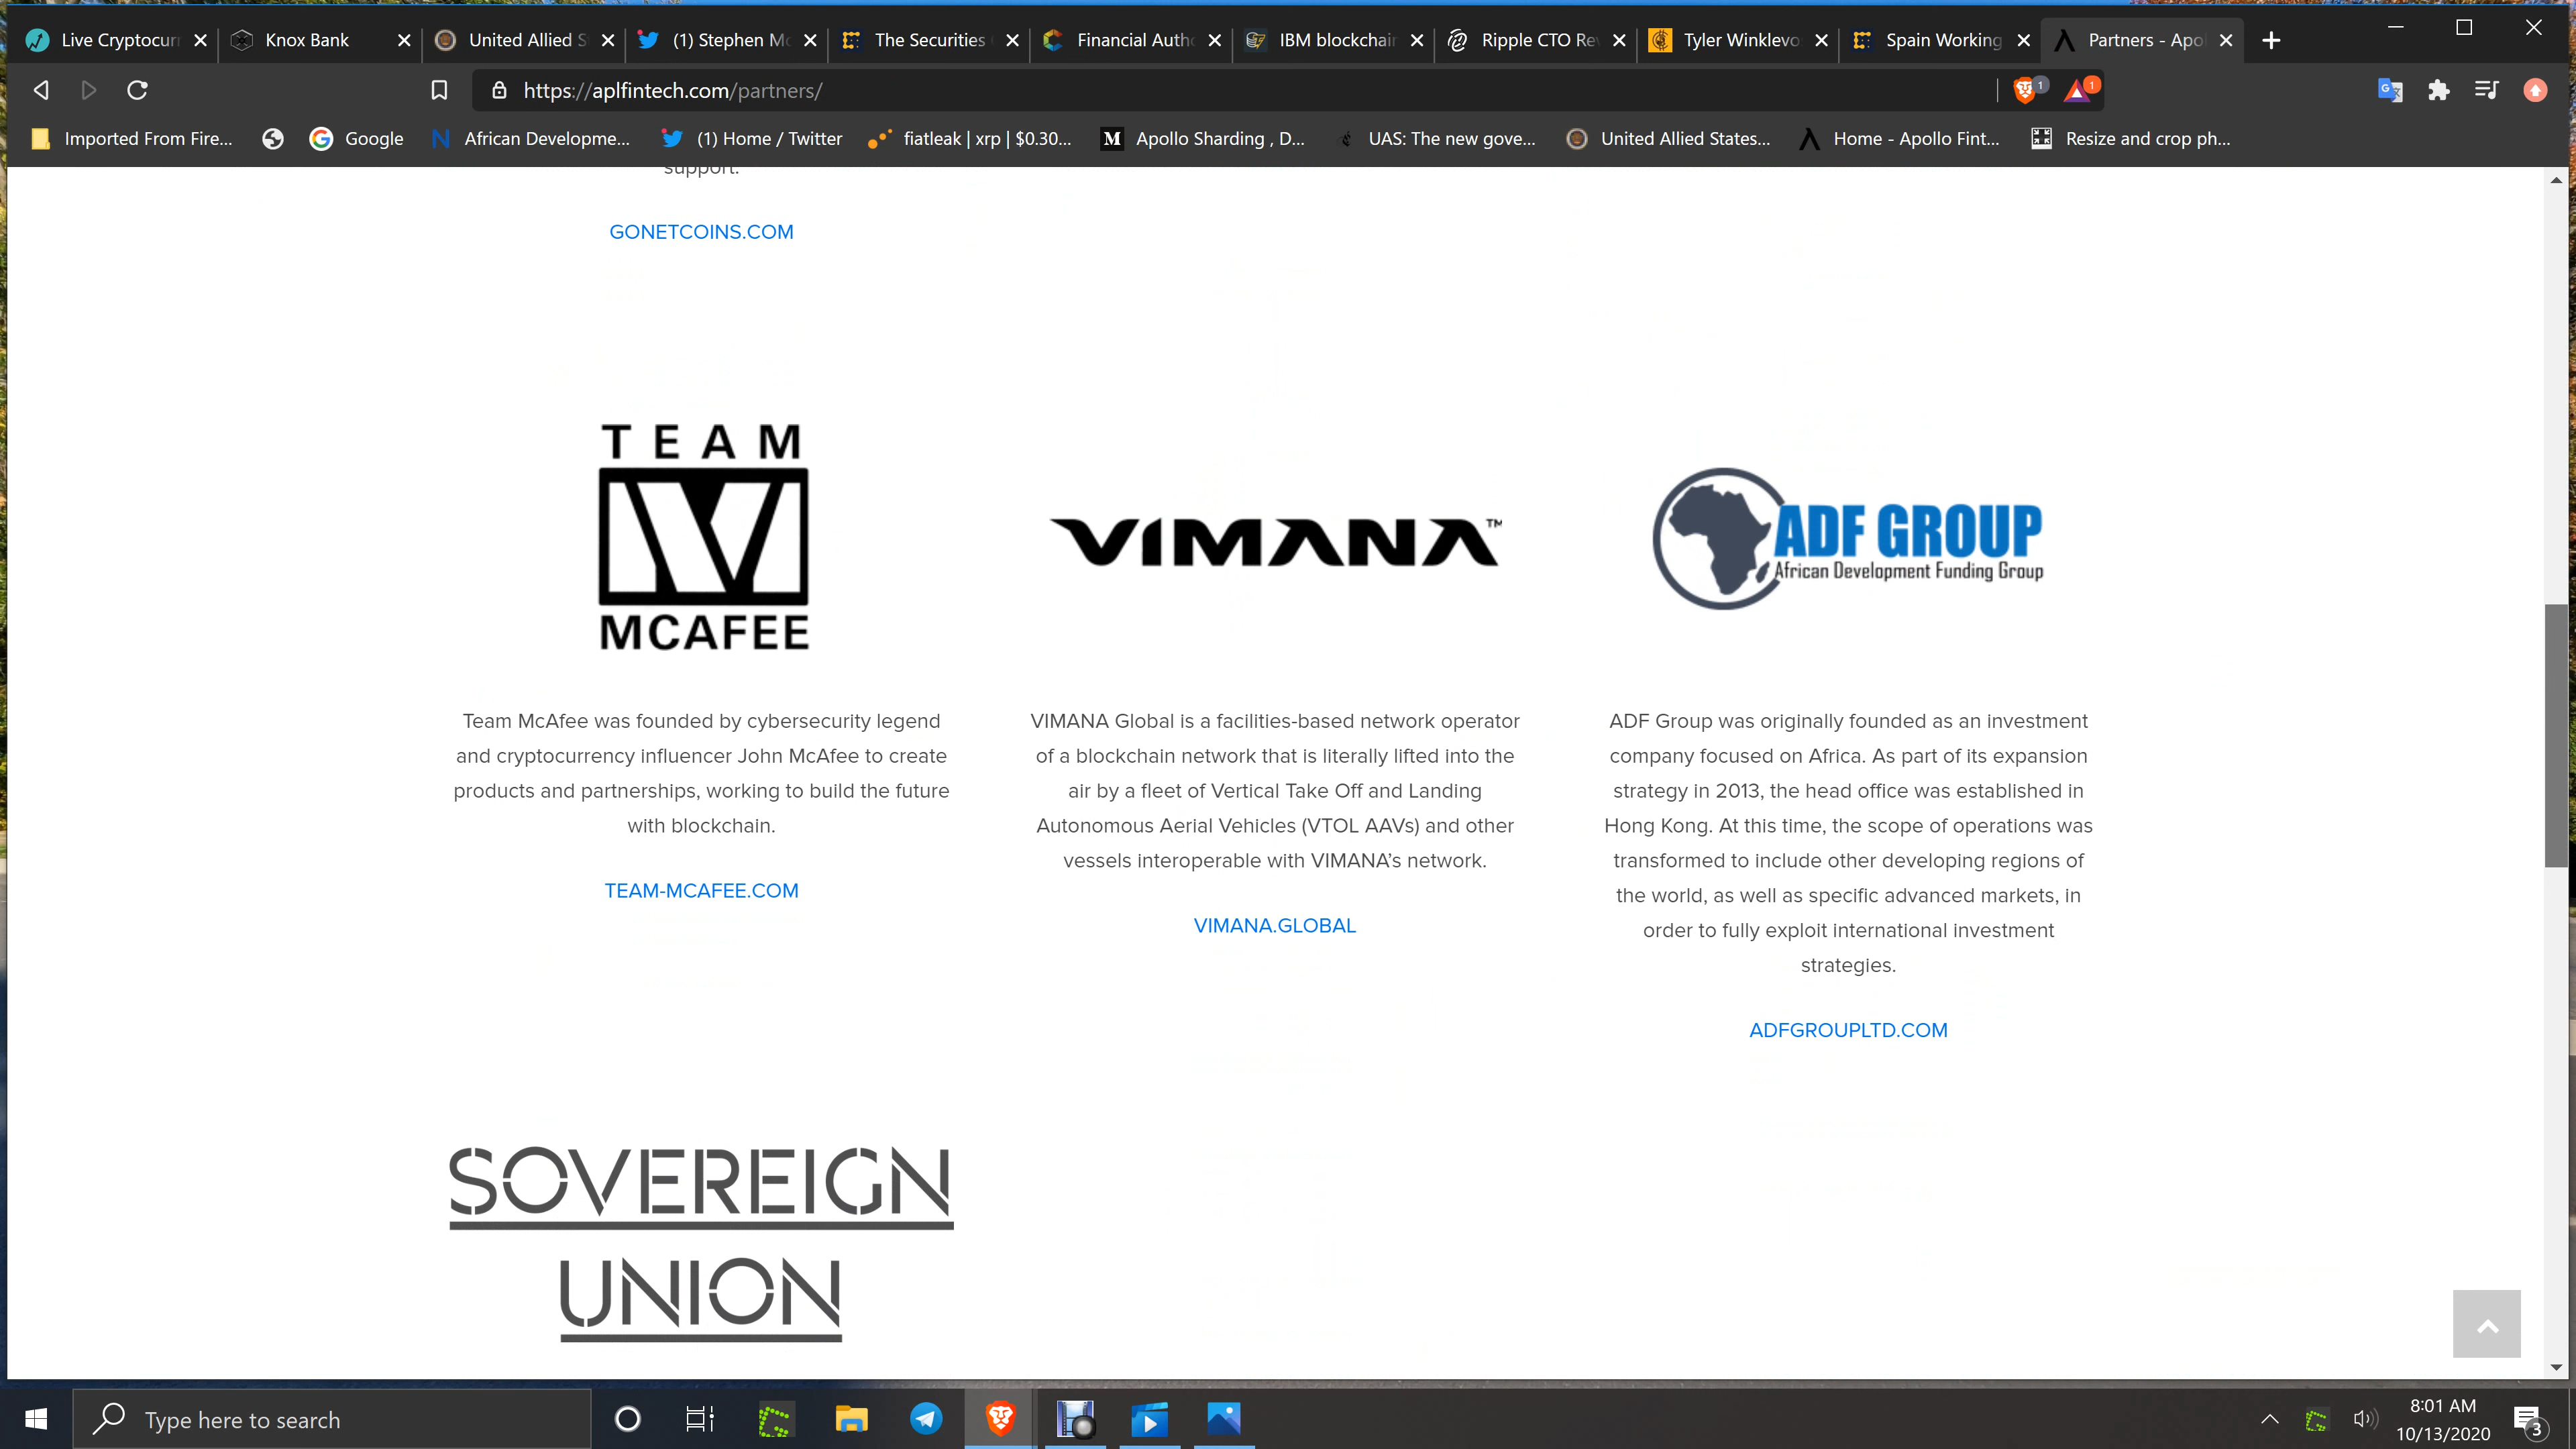 Live Cryptocurr
Knox Bank
United Allied S
(1) Stephen Mc
The Securities
Financial Autho
IBM blockchain
Ripple CTO Re
Tyler Winklevo
Spain Working
Partners - Apol
https://aplfintech.com/partners/
1
1
Imported From Fire...
Google
African Developme...
(1) Home / Twitter
fiatleak | xrp | $0.30...
M
Apollo Sharding , D...
UAS: The new gove...
United Allied States...
Home - Apollo Fint...
Resize and crop ph...
support.
GONETCOINS.COM
TEAM
MCAFEE
Team McAfee was founded by cybersecurity legend
and cryptocurrency influencer John McAfee to create
products and partnerships, working to build the future
with blockchain.
TEAM-MCAFEE.COM
VIMANA™
VIMANA Global is a facilities-based network operator
of a blockchain network that is literally lifted into the
air by a fleet of Vertical Take Off and Landing
Autonomous Aerial Vehicles (VTOL AAVs) and other
vessels interoperable with VIMANA’s network.
VIMANA.GLOBAL
ADF GROUP
African Development Funding Group
ADF Group was originally founded as an investment
company focused on Africa. As part of its expansion
strategy in 2013, the head office was established in
Hong Kong. At this time, the scope of operations was
transformed to include other developing regions of
the world, as well as specific advanced markets, in
order to fully exploit international investment
strategies.
ADFGROUPLTD.COM
SOVEREIGN
UNION
Type here to search
8:01 AM
10/13/2020
3